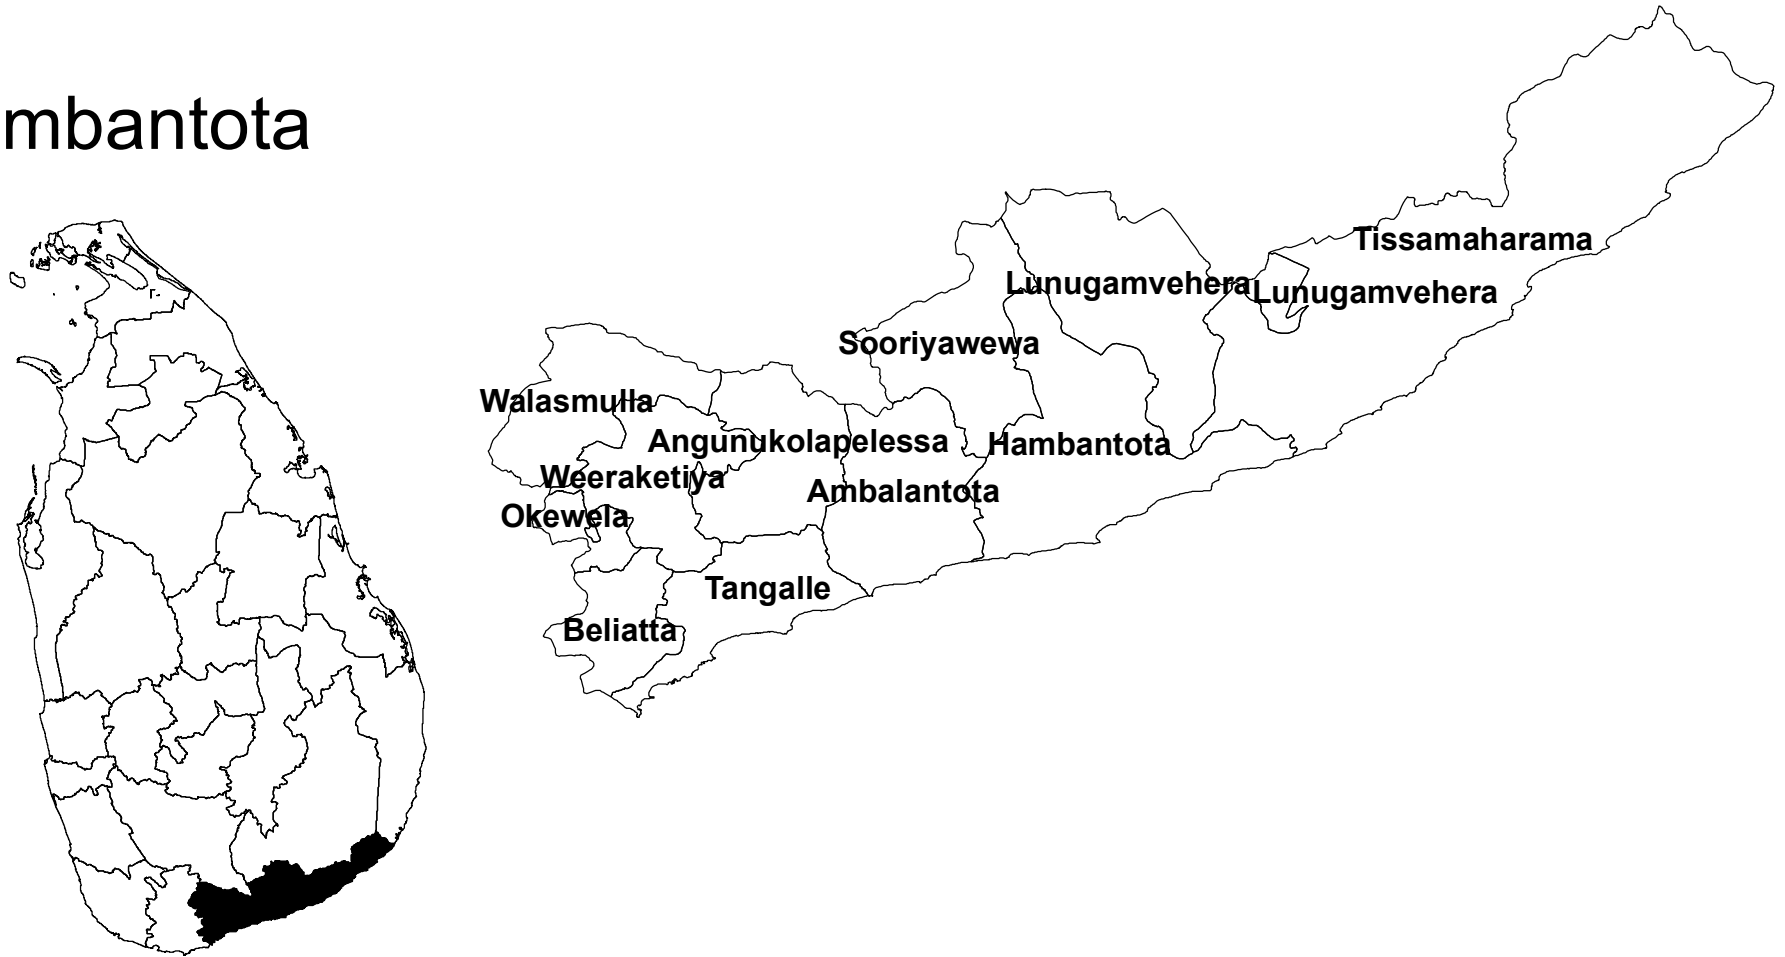 mbantota
Tissamaharama
Lunugamvehera
Lunugamvehera
Sooriyawewa
Walasmulla
Angunukolapelessa
Hambantota
Weeraketiya
Ambalantota
Okewela
Tangalle
Beliatta